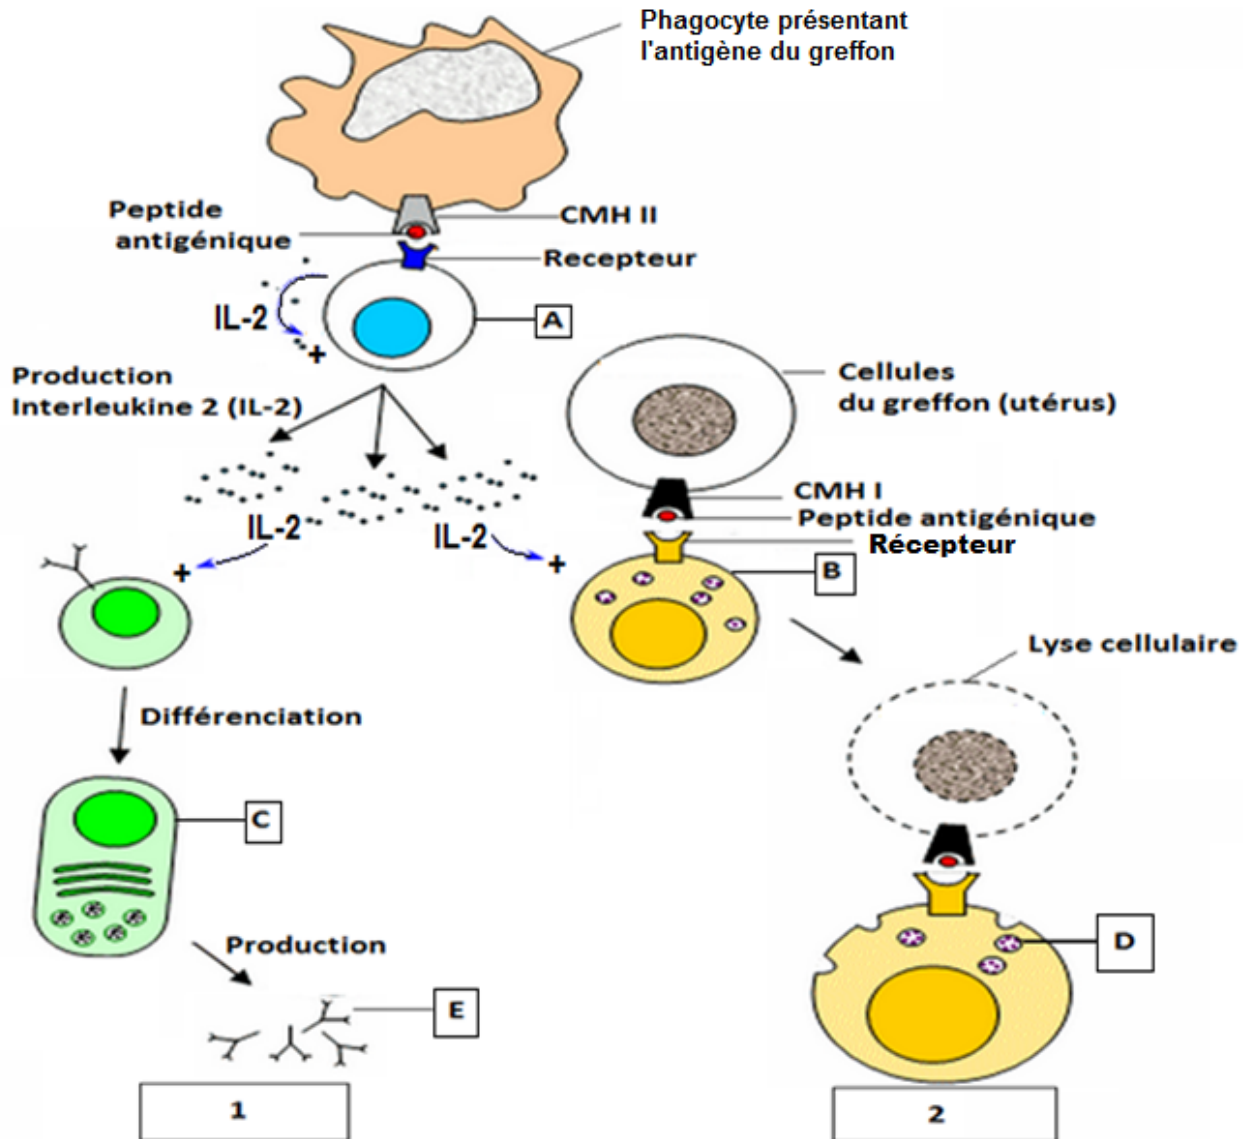 Phagocyte présentant
l'antigène du greffon
Peptide
antigénique
CMH II
Recepteur
IL-2
+
A
Production
Interleukine 2 (IL-2)
Cellules
du greffon (utérus)
CMH I
Peptide antigénique
Récepteur
IL-2
IL-2
+
+
B
Lyse cellulaire
Différenciation
C
Production
D
E
1
2